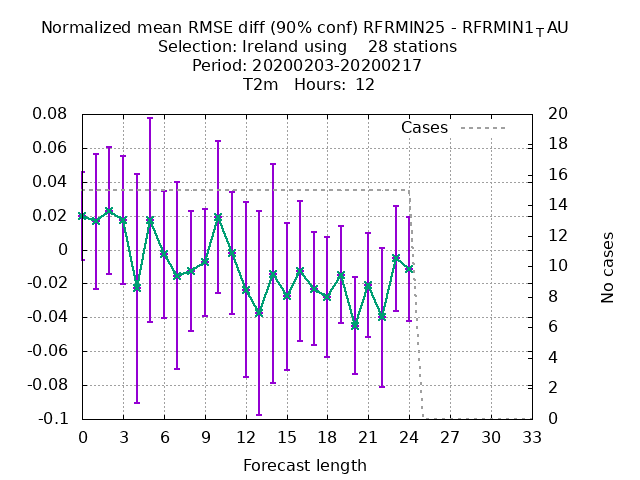 Normalized mean RMSE diff (90% conf) RFRMIN25 - RFRMIN1_TAU
Selection: Ireland using    28 stations
Period: 20200203-20200217
T2m   Hours:  12
Cases
0.08
0.06
0.04
0.02
0
-0.02
-0.04
-0.06
-0.08
-0.1
20
18
16
14
12
10
8
6
4
2
0
No cases
0 3 6 9 12 15 18 21 24 27 30 33
Forecast length